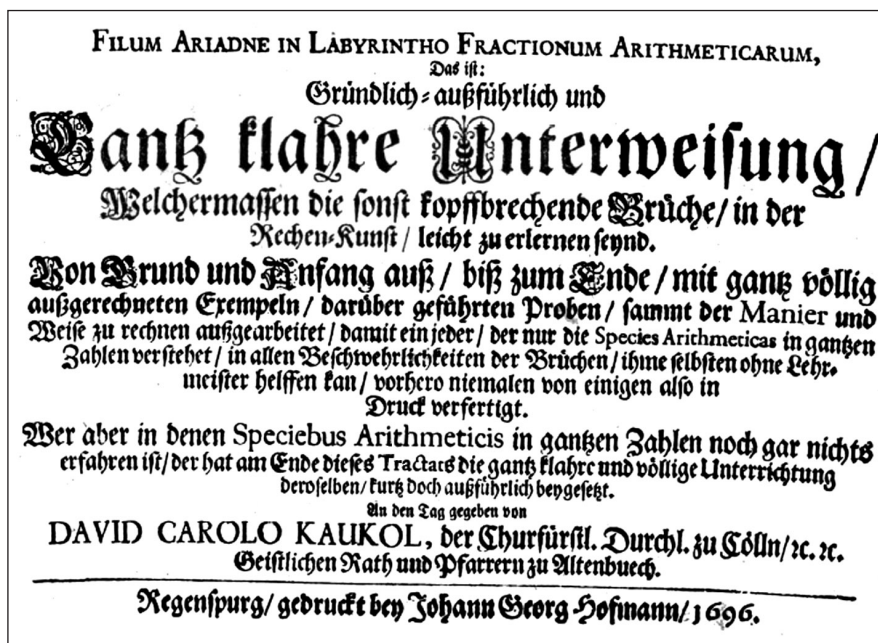 FILUM ARIADNE IN LABYRINTHO FRACTIONUM ARITHMETICARUM,
Das ist:
Gründlich-außführlich und
Gantz klahre Unterweisung /
Welchermassen die sonst kopffbrechende Brüche / in der
Rechen-Kunst / leicht zu erlernen seynd.
Von Grund und Anfang auß / biß zum Ende / mit gantz völlig
außgerechneten Exempeln / darüber geführten Proben / sammt der Manier und
Weise zu rechnen außgearbeitet / damit ein jeder / der nur die Species Arithmeticas in gantzen
Zahlen verstehet / in allen Beschwehrlichkeiten der Brüchen / ihme selbsten ohne Lehr-
meister helffen kan / vorhero niemalen von einigen also in
Druck verfertigt.
Wer aber in denen Speciebus Arithmeticis in gantzen Zahlen noch gar nichts
erfahren ist / der hat am Ende dieses Tractats die gantz klahre und völlige Unterrichtung
deroselben / kurtz doch außführlich beygesetzt.
An den Tag gegeben von
DAVID CAROLO KAUKOL, der Churfürstl. Durchl. zu Cölln / ꝛc. ꝛc.
Geistlichen Rath und Pfarrern zu Altenbuech.
Regenspurg / gedruckt bey Johann Georg Hofmann / 1696.